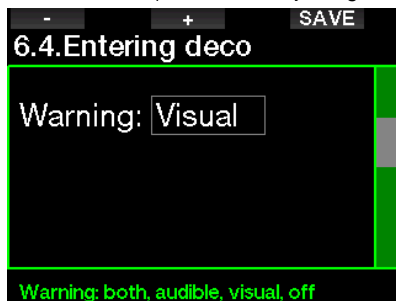 - + SAVE
6.4.Entering deco
Warning: Visual
Warning: both, audible, visual, off